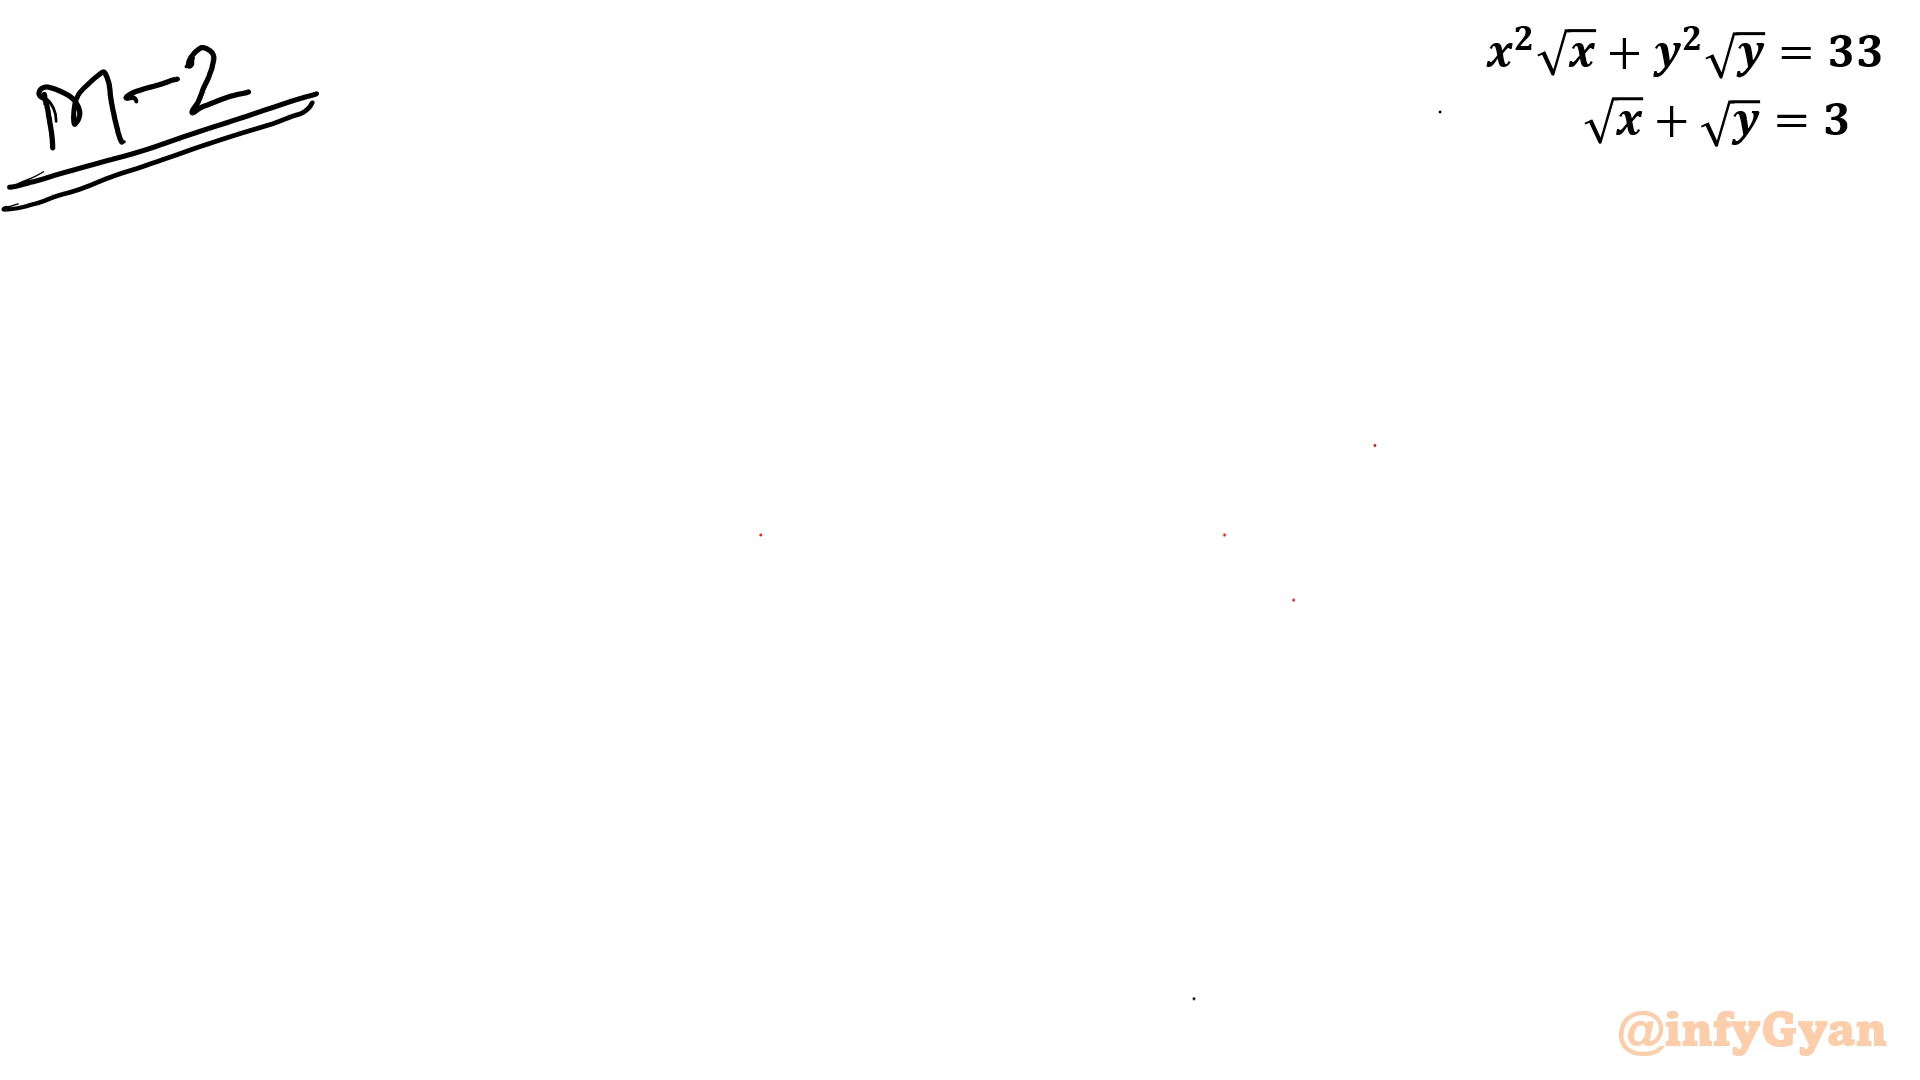 M-2
x²√x + y²√y = 33
√x + √y = 3
@infyGyan